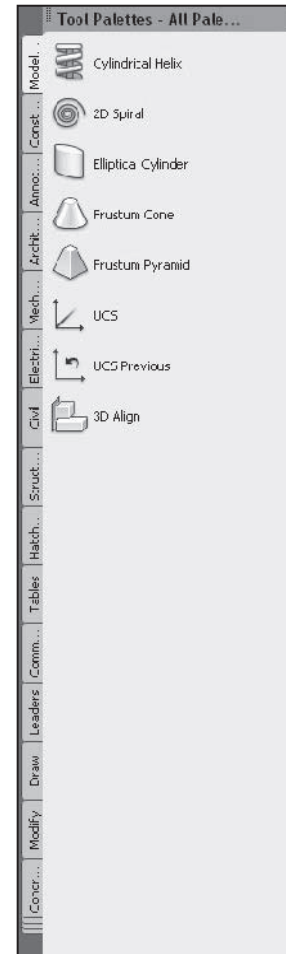 Tool Palettes - All Pale...
Cylindrical Helix
2D Spiral
Elliptica Cylinder
Frustum Cone
Frustum Pyramid
UCS
UCS Previous
3D Align
Model...
Const...
Annot...
Archit...
Mech...
Electri...
Civil
Struct...
Hatch...
Tables
Comm...
Leaders
Draw
Modify
Concr...